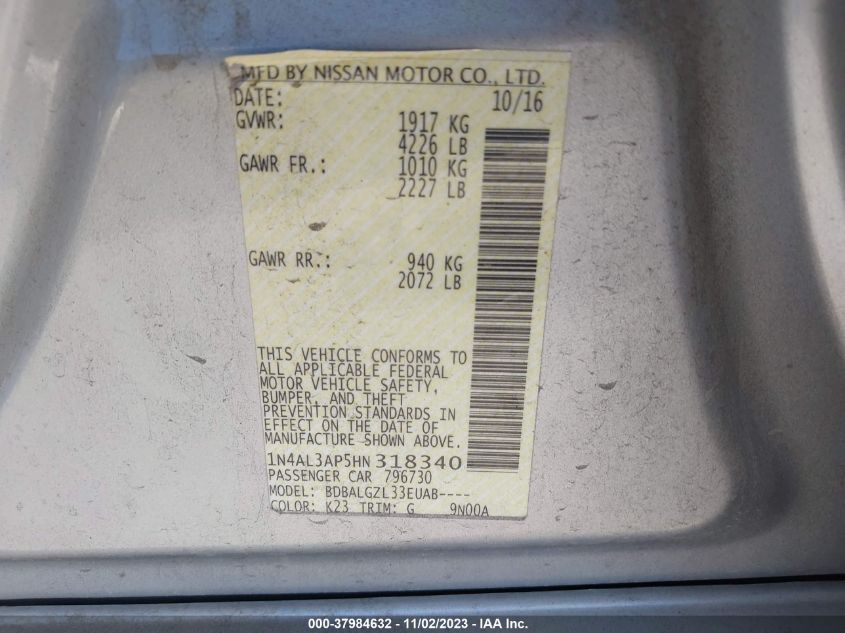 MFD BY NISSAN MOTOR CO., LTD.
DATE: 10/16
GVWR: 1917 KG
4226 LB
GAWR FR.: 1010 KG
2227 LB
GAWR RR.: 940 KG
2072 LB
THIS VEHICLE CONFORMS TO
ALL APPLICABLE FEDERAL
MOTOR VEHICLE SAFETY,
BUMPER, AND THEFT
PREVENTION STANDARDS IN
EFFECT ON THE DATE OF
MANUFACTURE SHOWN ABOVE.
1N4AL3AP5HN 318340
PASSENGER CAR 796730
MODEL: BDBALGZL33EUAB----
COLOR: K23 TRIM: G 9N00A
000-37984632 - 11/02/2023 - IAA Inc.